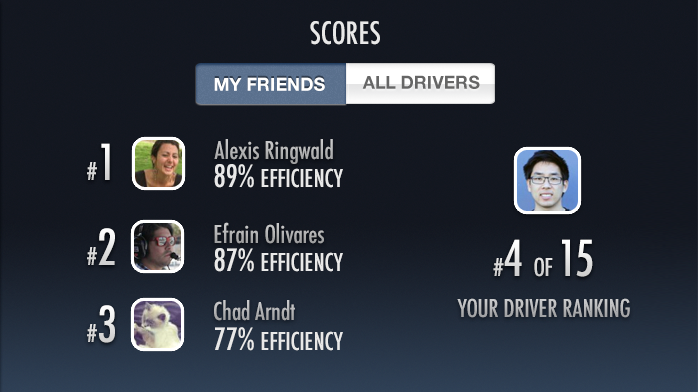 SCORES
MY FRIENDS
ALL DRIVERS
#1
Alexis Ringwald
89% EFFICIENCY
#2
Efrain Olivares
87% EFFICIENCY
#3
Chad Arndt
77% EFFICIENCY
#4 OF 15
YOUR DRIVER RANKING